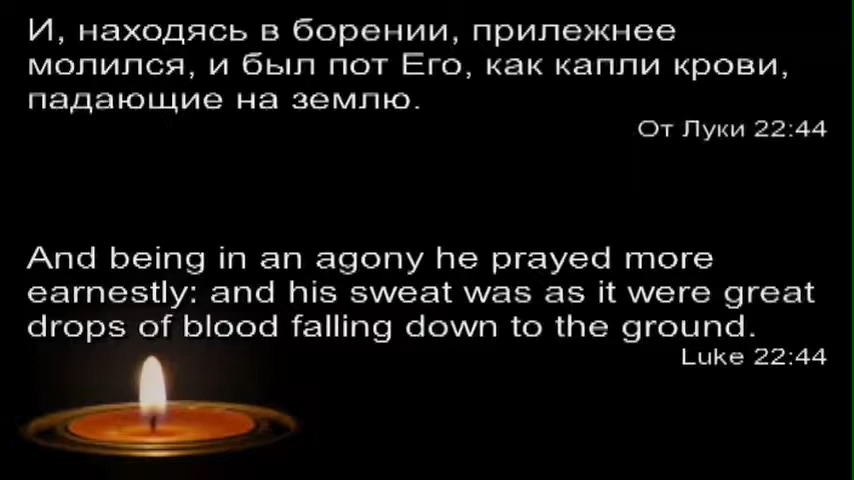 И, находясь в борении, прилежнее
молился, и был пот Его, как капли крови,
падающие на землю.
От Луки 22:44
And being in an agony he prayed more
earnestly: and his sweat was as it were great
drops of blood falling down to the ground.
Luke 22:44